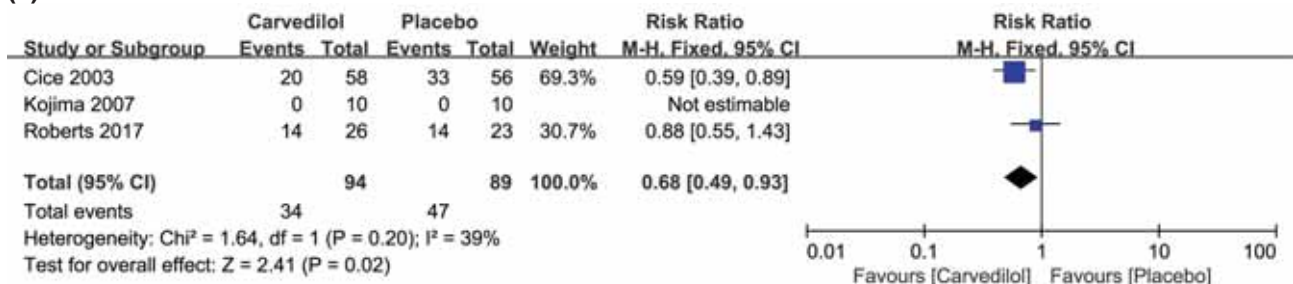 Carvedilol Placebo Risk Ratio Risk Ratio
Study or Subgroup Events Total Events Total Weight M-H, Fixed, 95% CI M-H, Fixed, 95% CI
Cice 2003 20 58 33 56 69.3% 0.59 [0.39, 0.89]
Kojima 2007 0 10 0 10 Not estimable
Roberts 2017 14 26 14 23 30.7% 0.88 [0.55, 1.43]
Total (95% CI) 94 89 100.0% 0.68 [0.49, 0.93]
Total events 34 47
Heterogeneity: Chi² = 1.64, df = 1 (P = 0.20); I² = 39%
Test for overall effect: Z = 2.41 (P = 0.02)
0.01 0.1 1 10 100
Favours [Carvedilol] Favours [Placebo]